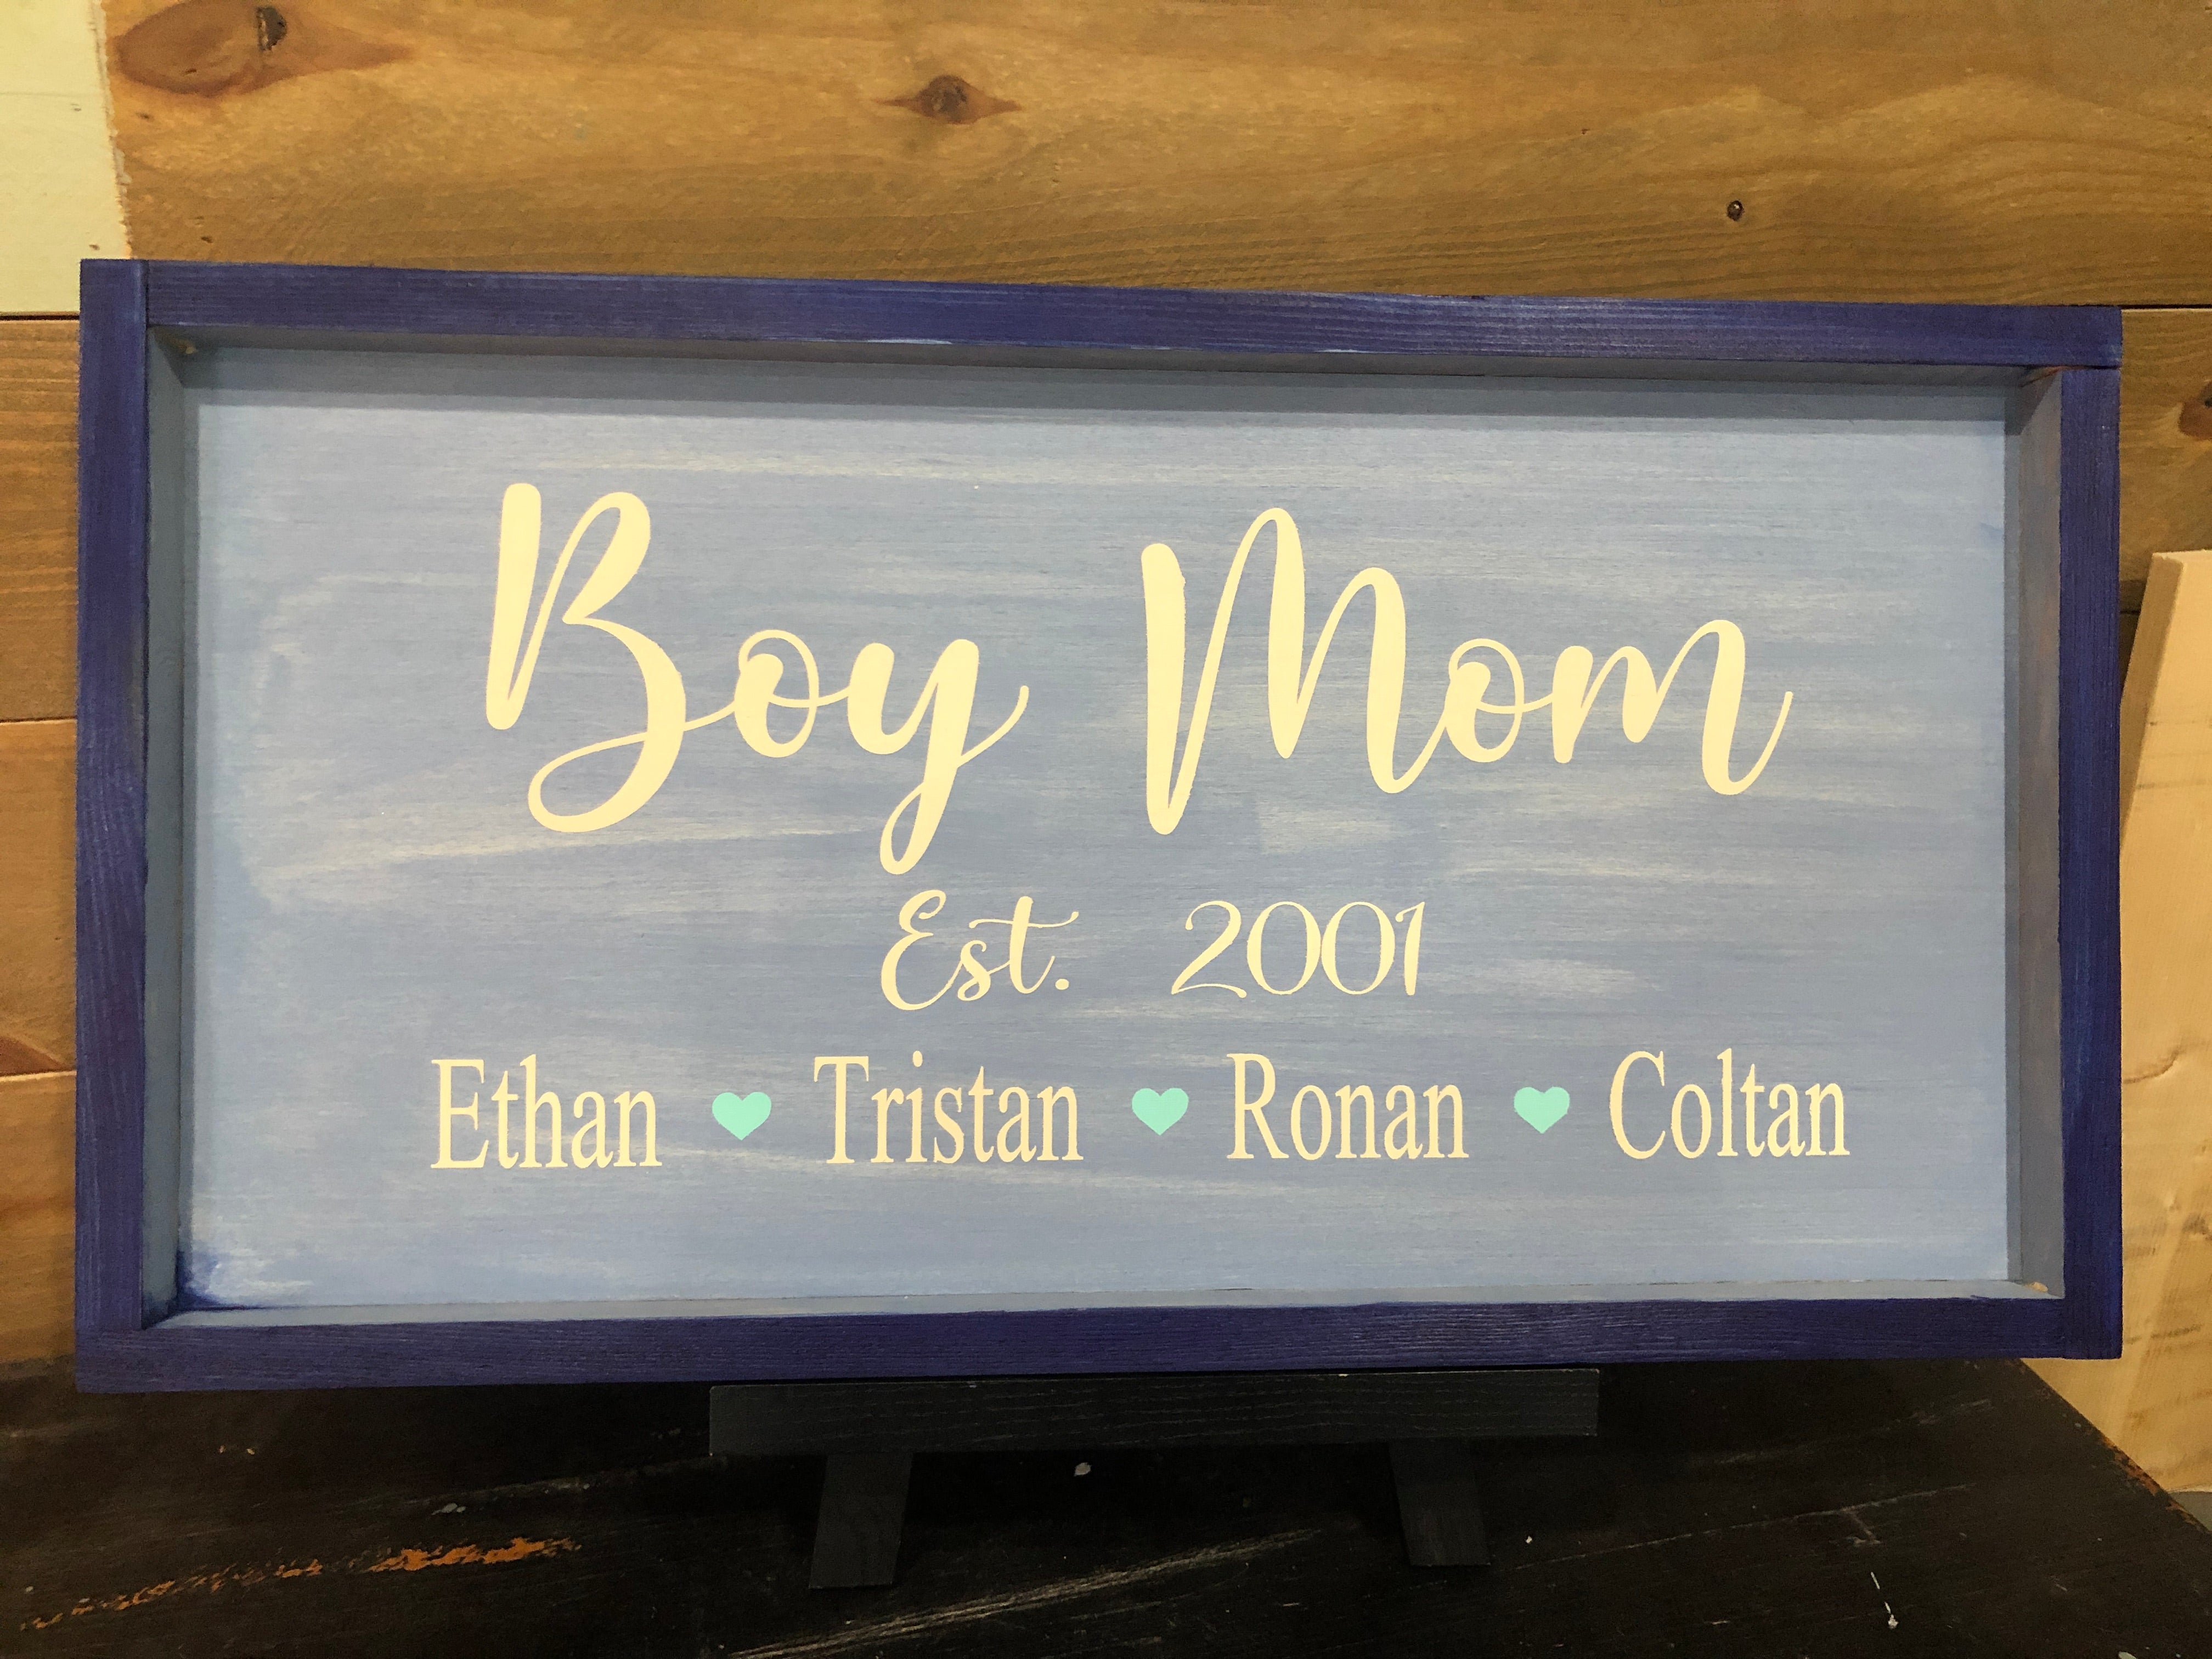 Boy Mom
Est. 2001
Ethan Tristan Ronan Coltan